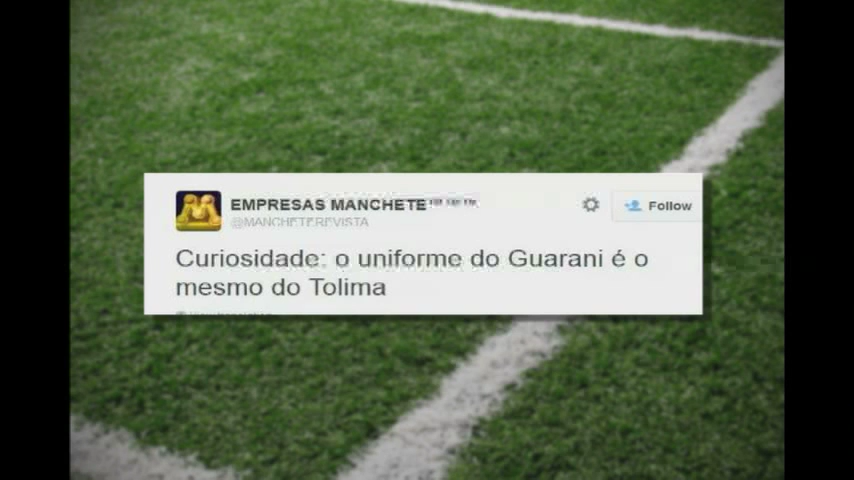 EMPRESAS MANCHETE
@MANCHETEREVISTA
Follow
Curiosidade: o uniforme do Guarani é o
mesmo do Tolima